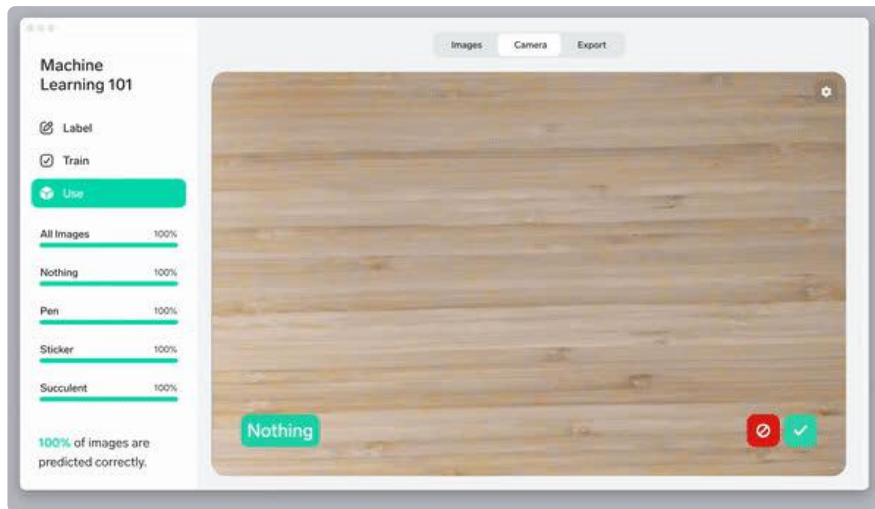 Machine
Learning 101
Label
Train
Use
All Images 100%
Nothing 100%
Pen 100%
Sticker 100%
Succulent 100%
100% of images are
predicted correctly.
Images Camera Export
Nothing